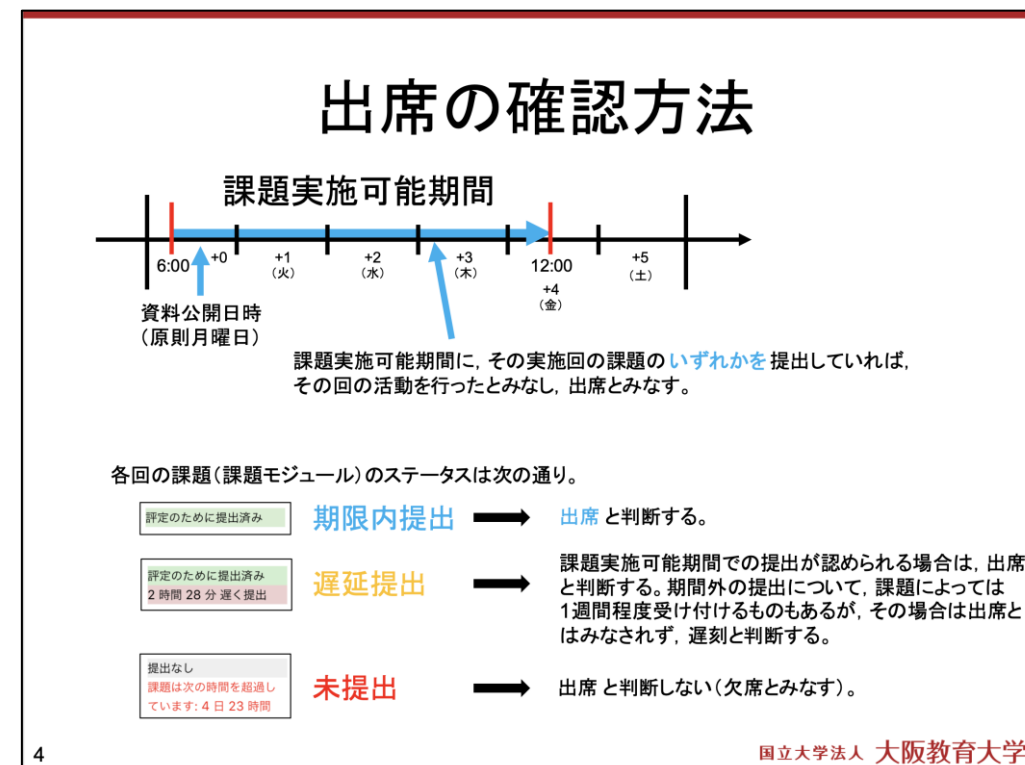 出席の確認方法
課題実施可能期間
6:00 +0 +1 +2 +3 12:00 +5
(火) (水) (木) +4 (土)
(金)
資料公開日時
(原則月曜日)
課題実施可能期間に, その実施回の課題のいずれかを提出していれば,
その回の活動を行ったとみなし, 出席とみなす。
各回の課題(課題モジュール)のステータスは次の通り。
評定のために提出済み
期限内提出
出席 と判断する。
評定のために提出済み
2 時間 28 分 遅く提出
遅延提出
課題実施可能期間での提出が認められる場合は, 出席
と判断する。期間外の提出について, 課題によっては
1週間程度受け付けるものもあるが, その場合は出席と
はみなされず, 遅刻と判断する。
提出なし
課題は次の時間を超過し
ています: 4 日 23 時間
未提出
出席 と判断しない(欠席とみなす)。
4
国立大学法人 大阪教育大学